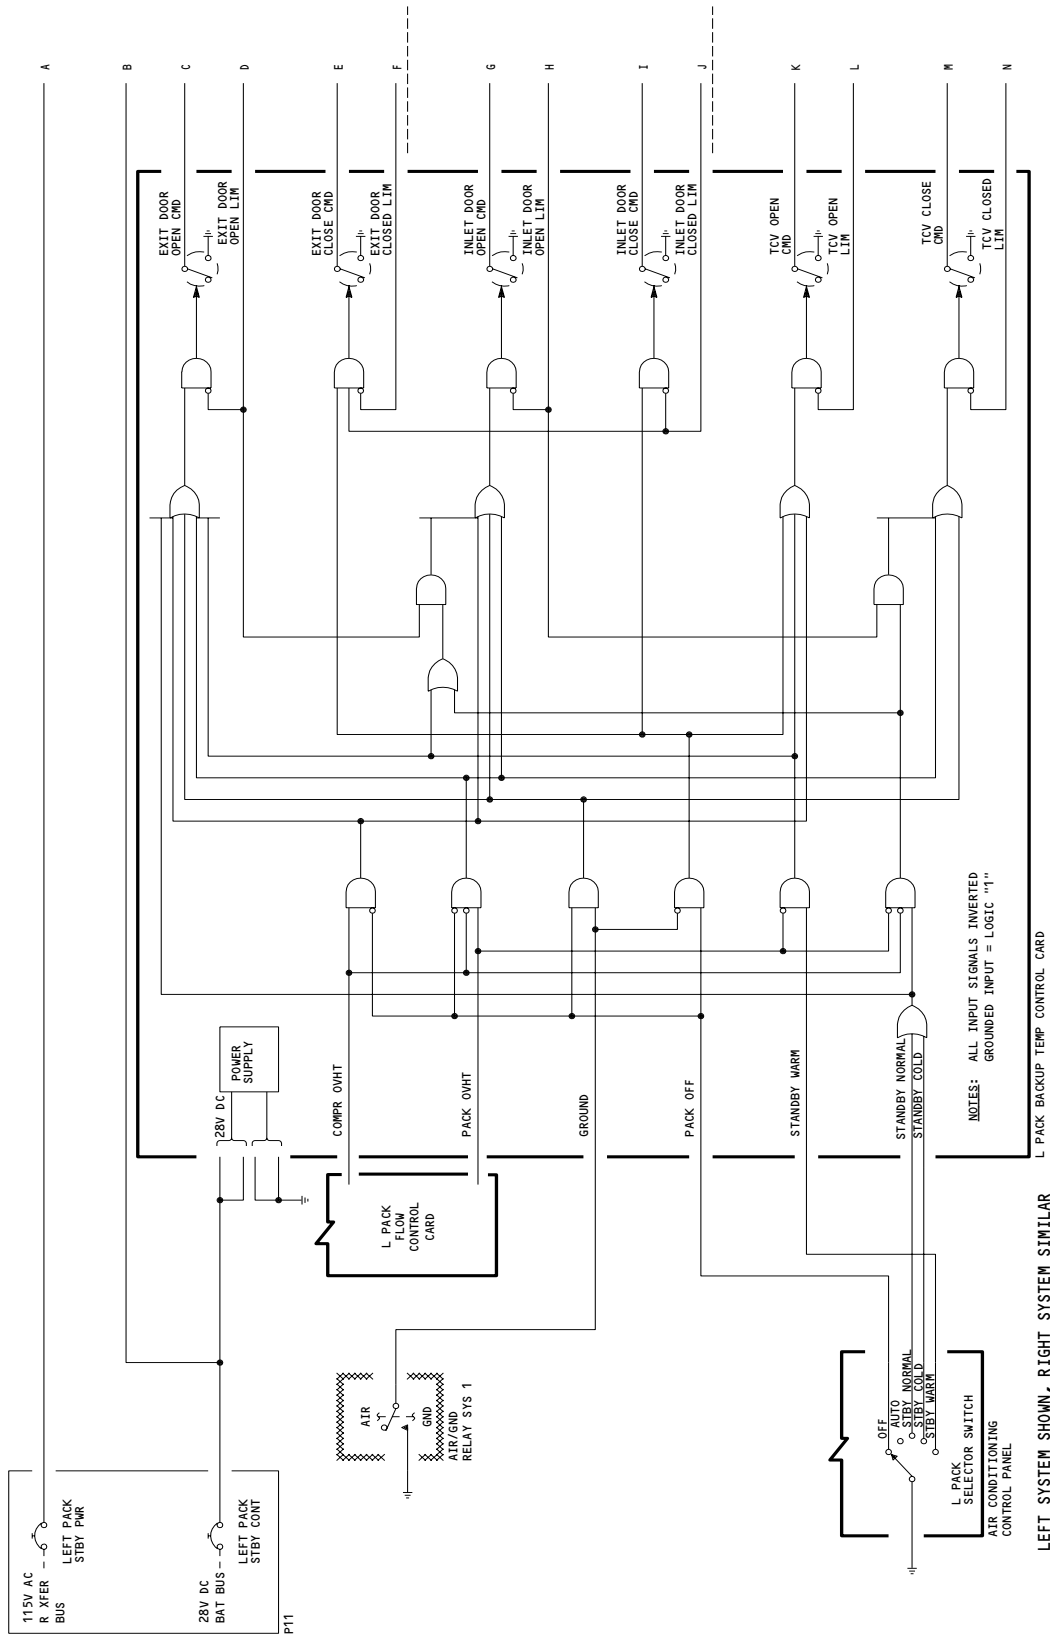 115V AC
R XFER
BUS
LEFT PACK
STBY PWR
28V DC
BAT BUS
LEFT PACK
STBY CONT
P11
AIR
GND
AIR/GND
RELAY SYS 1
L PACK
FLOW
CONTROL
CARD
OFF
AUTO
STBY NORMAL
STBY COLD
STBY WARM
L PACK
SELECTOR SWITCH
AIR CONDITIONING
CONTROL PANEL
28V DC
POWER
SUPPLY
COMPR OVHT
PACK OVHT
GROUND
PACK OFF
STANDBY WARM
STANDBY NORMAL
STANDBY COLD
NOTES: ALL INPUT SIGNALS INVERTED
GROUNDED INPUT = LOGIC "1"
EXIT DOOR
OPEN CMD
EXIT DOOR
OPEN LIM
EXIT DOOR
CLOSE CMD
EXIT DOOR
CLOSED LIM
INLET DOOR
OPEN CMD
INLET DOOR
OPEN LIM
INLET DOOR
CLOSE CMD
INLET DOOR
CLOSED LIM
TCV OPEN
CMD
TCV OPEN
LIM
TCV CLOSE
CMD
TCV CLOSED
LIM
A
B
C
D
E
F
G
H
I
J
K
L
M
N
L PACK BACKUP TEMP CONTROL CARD
LEFT SYSTEM SHOWN, RIGHT SYSTEM SIMILAR